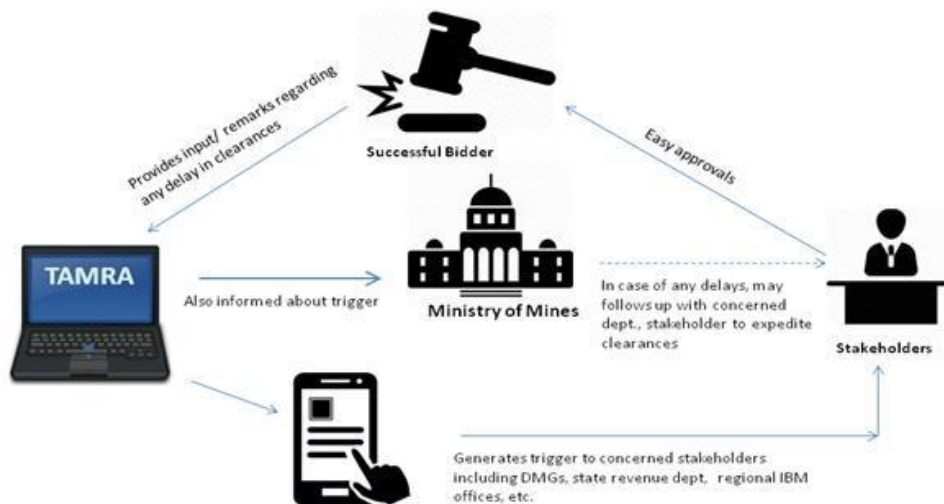 Provides input/ remarks regarding
any delay in clearances
Successful Bidder
Easy approvals
TAMRA
Also informed about trigger
Ministry of Mines
In case of any delays, may
follows up with concerned
dept., stakeholder to expedite
clearances
Stakeholders
Generates trigger to concerned stakeholders
including DMGs, state revenue dept, regional IBM
offices, etc.